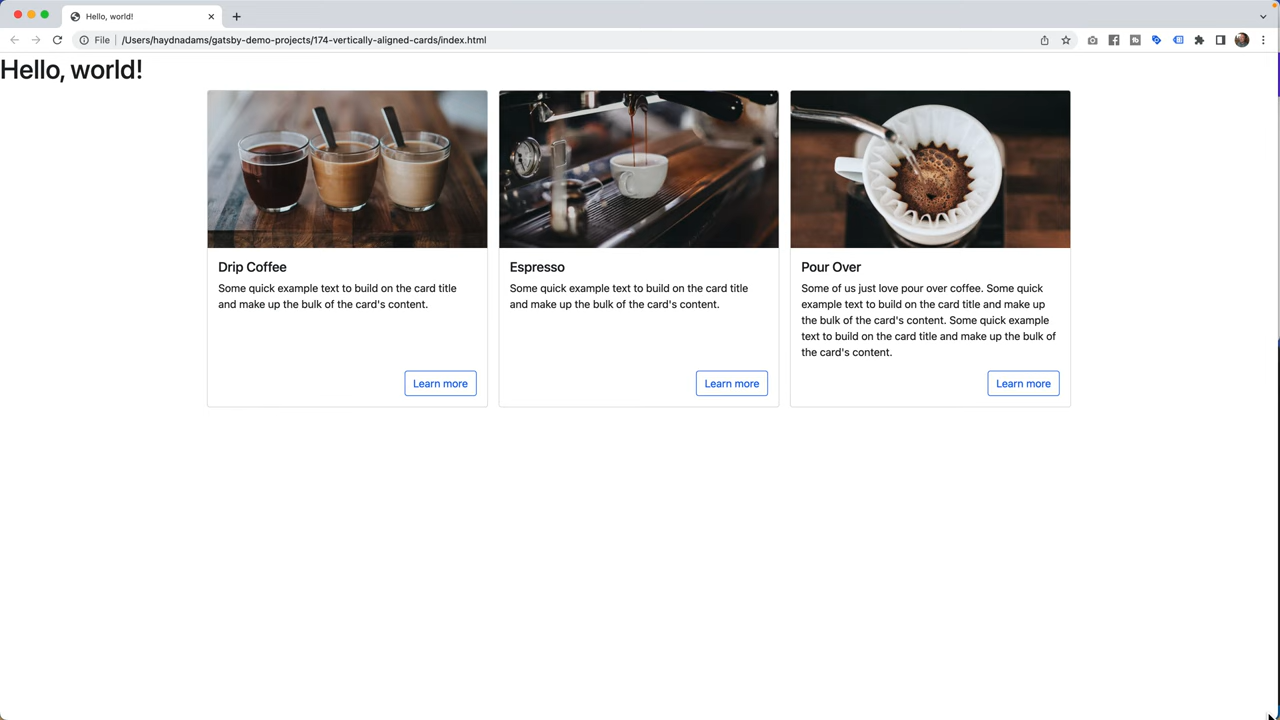 Hello, world!
File
/Users/haydnadams/gatsby-demo-projects/174-vertically-aligned-cards/index.html
Hello, world!
Drip Coffee
Some quick example text to build on the card title
and make up the bulk of the card's content.
Learn more
Espresso
Some quick example text to build on the card title
and make up the bulk of the card's content.
Learn more
Pour Over
Some of us just love pour over coffee. Some quick
example text to build on the card title and make up
the bulk of the card's content. Some quick example
text to build on the card title and make up the bulk of
the card's content.
Learn more